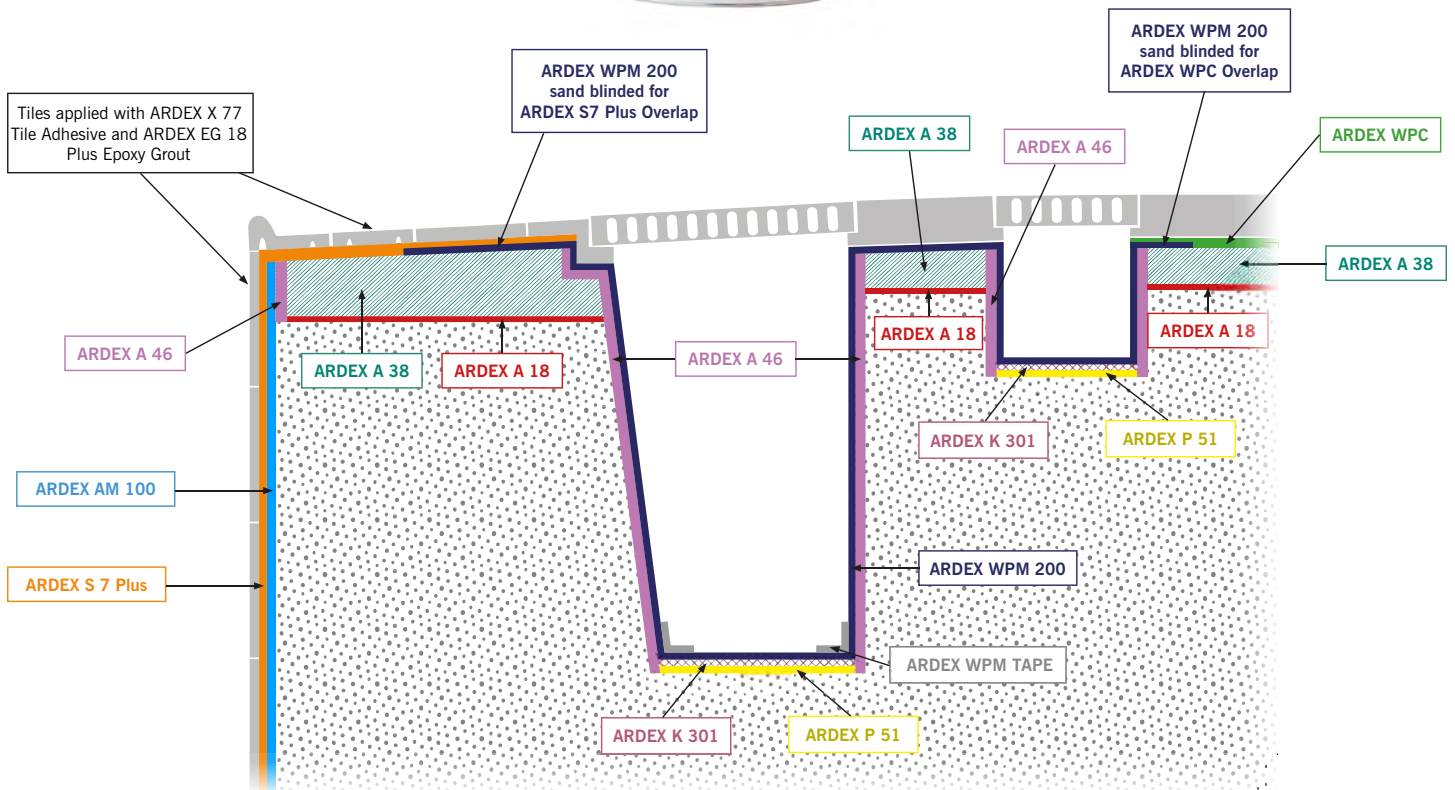 ARDEX WPM 200
sand blinded for
ARDEX S7 Plus Overlap
ARDEX WPM 200
sand blinded for
ARDEX WPC Overlap
Tiles applied with ARDEX X 77
Tile Adhesive and ARDEX EG 18
Plus Epoxy Grout
ARDEX A 38
ARDEX A 46
ARDEX WPC
ARDEX A 38
ARDEX A 46
ARDEX A 38
ARDEX A 18
ARDEX A 46
ARDEX A 18
ARDEX A 18
ARDEX K 301
ARDEX P 51
ARDEX AM 100
ARDEX S 7 Plus
ARDEX WPM 200
ARDEX WPM TAPE
ARDEX K 301
ARDEX P 51